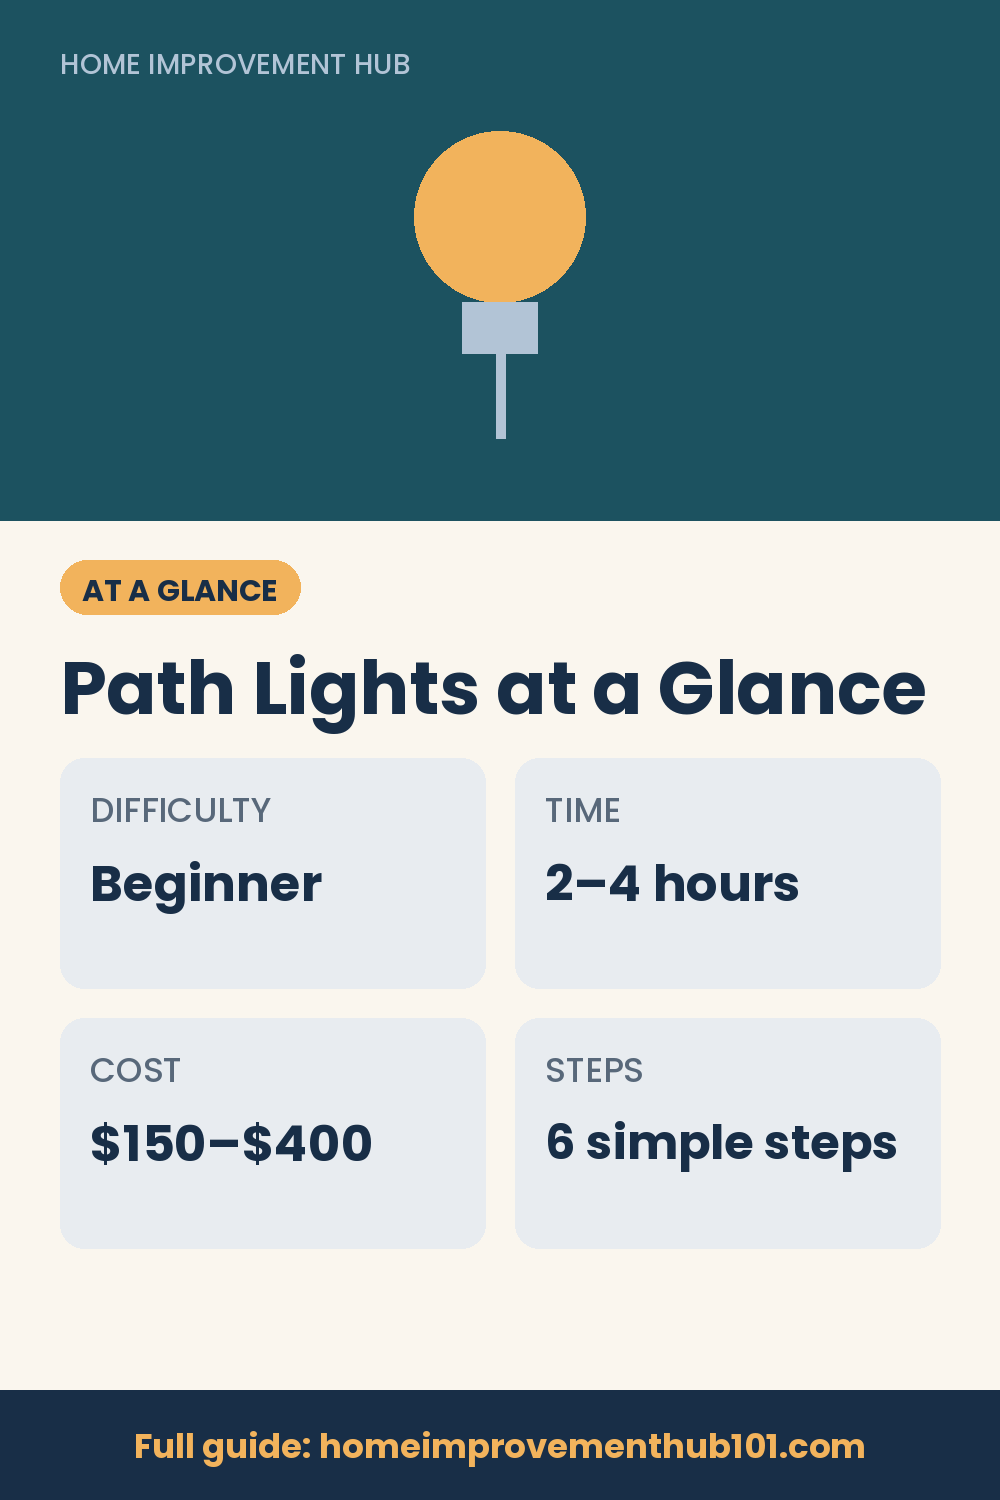 HOME IMPROVEMENT HUB
AT A GLANCE
Path Lights at a Glance
DIFFICULTY
Beginner
TIME
2–4 hours
COST
$150–$400
STEPS
6 simple steps
Full guide: homeimprovementhub101.com